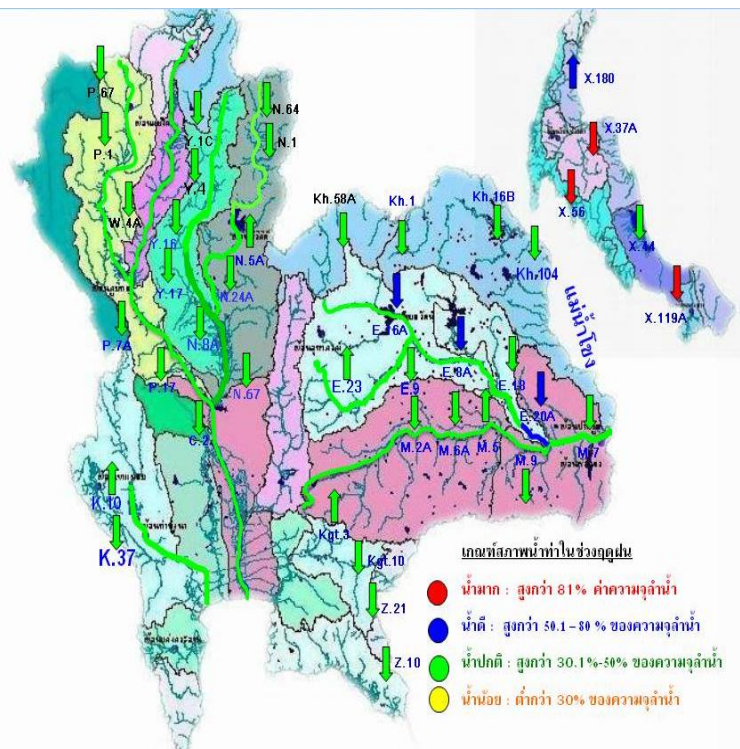 P.67
P.1
W.4A
Y.1C
Y.4
N.64
N.1
Y.16
N.5A
Y.17
W.24A
P.7A
N.8A
P.17
N.67
C.2
K.10
K.37
Kh.58A
Kh.1
Kh.16B
Kh.104
แม่น้ำโขง
E.16A
E.8A
E.23
E.9
E.18
E.20A
M.2A
M.6A
M.5
M.9
M.7
Kgt.3
Kgt.10
Z.21
Z.10
X.180
X.37A
X.56
X.44
X.119A
เกณฑ์สภาพน้ำท่าในช่วงฤดูฝน
น้ำมาก : สูงกว่า 81% ค่าความจุลำน้ำ
น้ำดี : สูงกว่า 50.1 – 80 % ของความจุลำน้ำ
น้ำปกติ : สูงกว่า 30.1%-50% ของความจุลำน้ำ
น้ำน้อย : ต่ำกว่า 30% ของความจุลำน้ำ